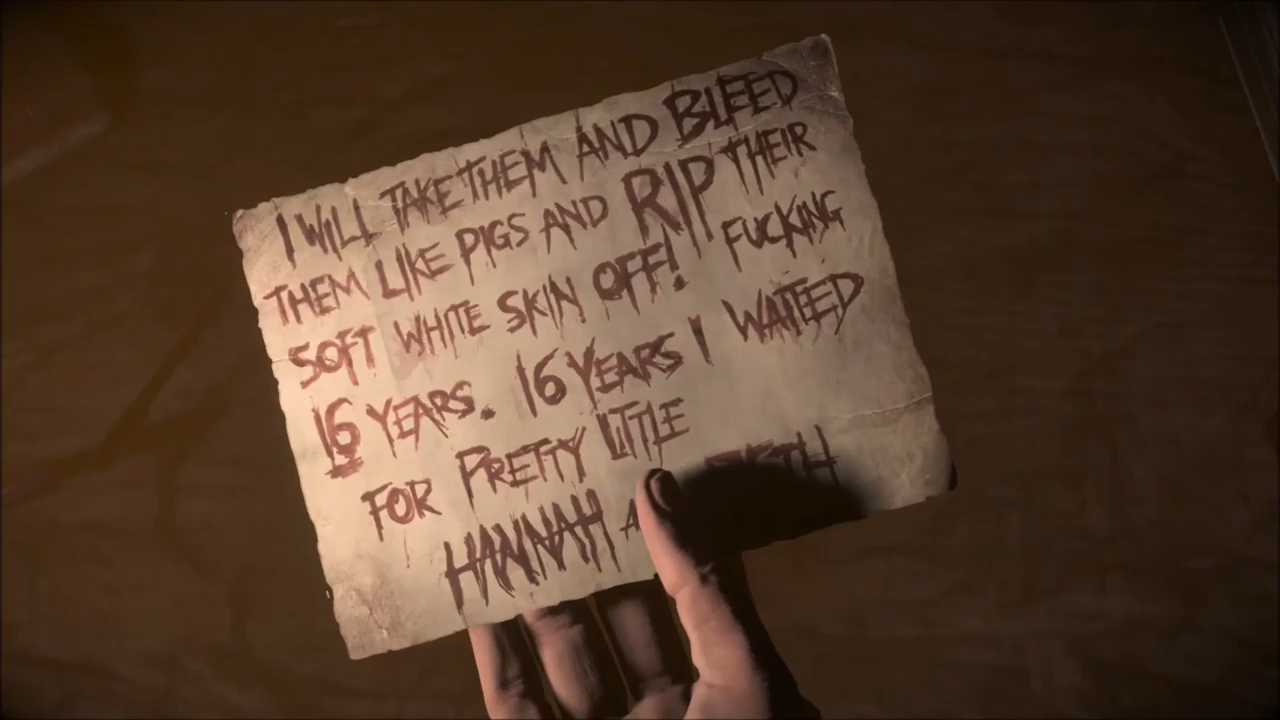 I WILL TAKE THEM AND BLEED
THEM LIKE PIGS AND RIP THEIR
SOFT WHITE SKIN OFF! FUCKING
16 YEARS. 16 YEARS I WAITED
FOR PRETTY LITTLE
HANNAH BETH